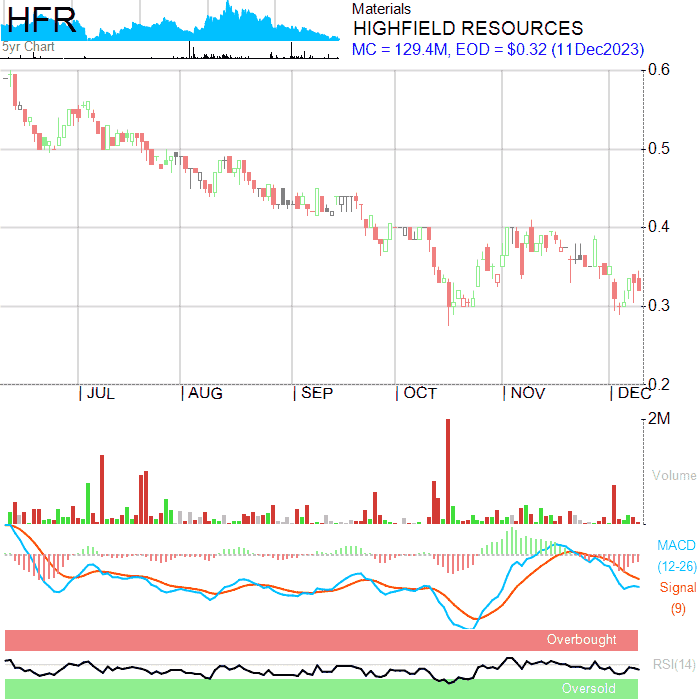 HFR
5yr Chart
Materials
HIGHFIELD RESOURCES
MC = 129.4M, EOD = $0.32 (11Dec2023)
0.6
0.5
0.4
0.3
0.2
| JUL | AUG | SEP | OCT | NOV | DEC
2M
Volume
MACD
(12-26)
Signal
(9)
Overbought
RSI(14)
Oversold